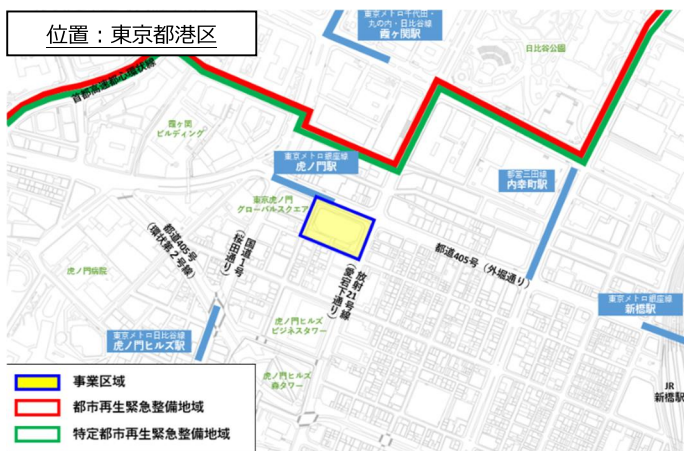 位置：東京都港区
東京メトロ千代田・
丸の内・日比谷線
霞ヶ関駅
日比谷公園
首都高速都心環状線
霞ヶ関
ビルディング
東京メトロ銀座線
虎ノ門駅
都営三田線
内幸町駅
東京虎ノ門
グローバルスクエア
都道405号
（環状第２号線）
国道１号
（桜田通り）
放射21号線
（愛宕下通り）
都道405号（外堀通り）
虎ノ門病院
東京メトロ銀座線
新橋駅
虎ノ門ヒルズ
ビジネスタワー
東京メトロ日比谷線
虎ノ門ヒルズ駅
虎ノ門ヒルズ
森タワー
JR
新橋駅
事業区域
都市再生緊急整備地域
特定都市再生緊急整備地域